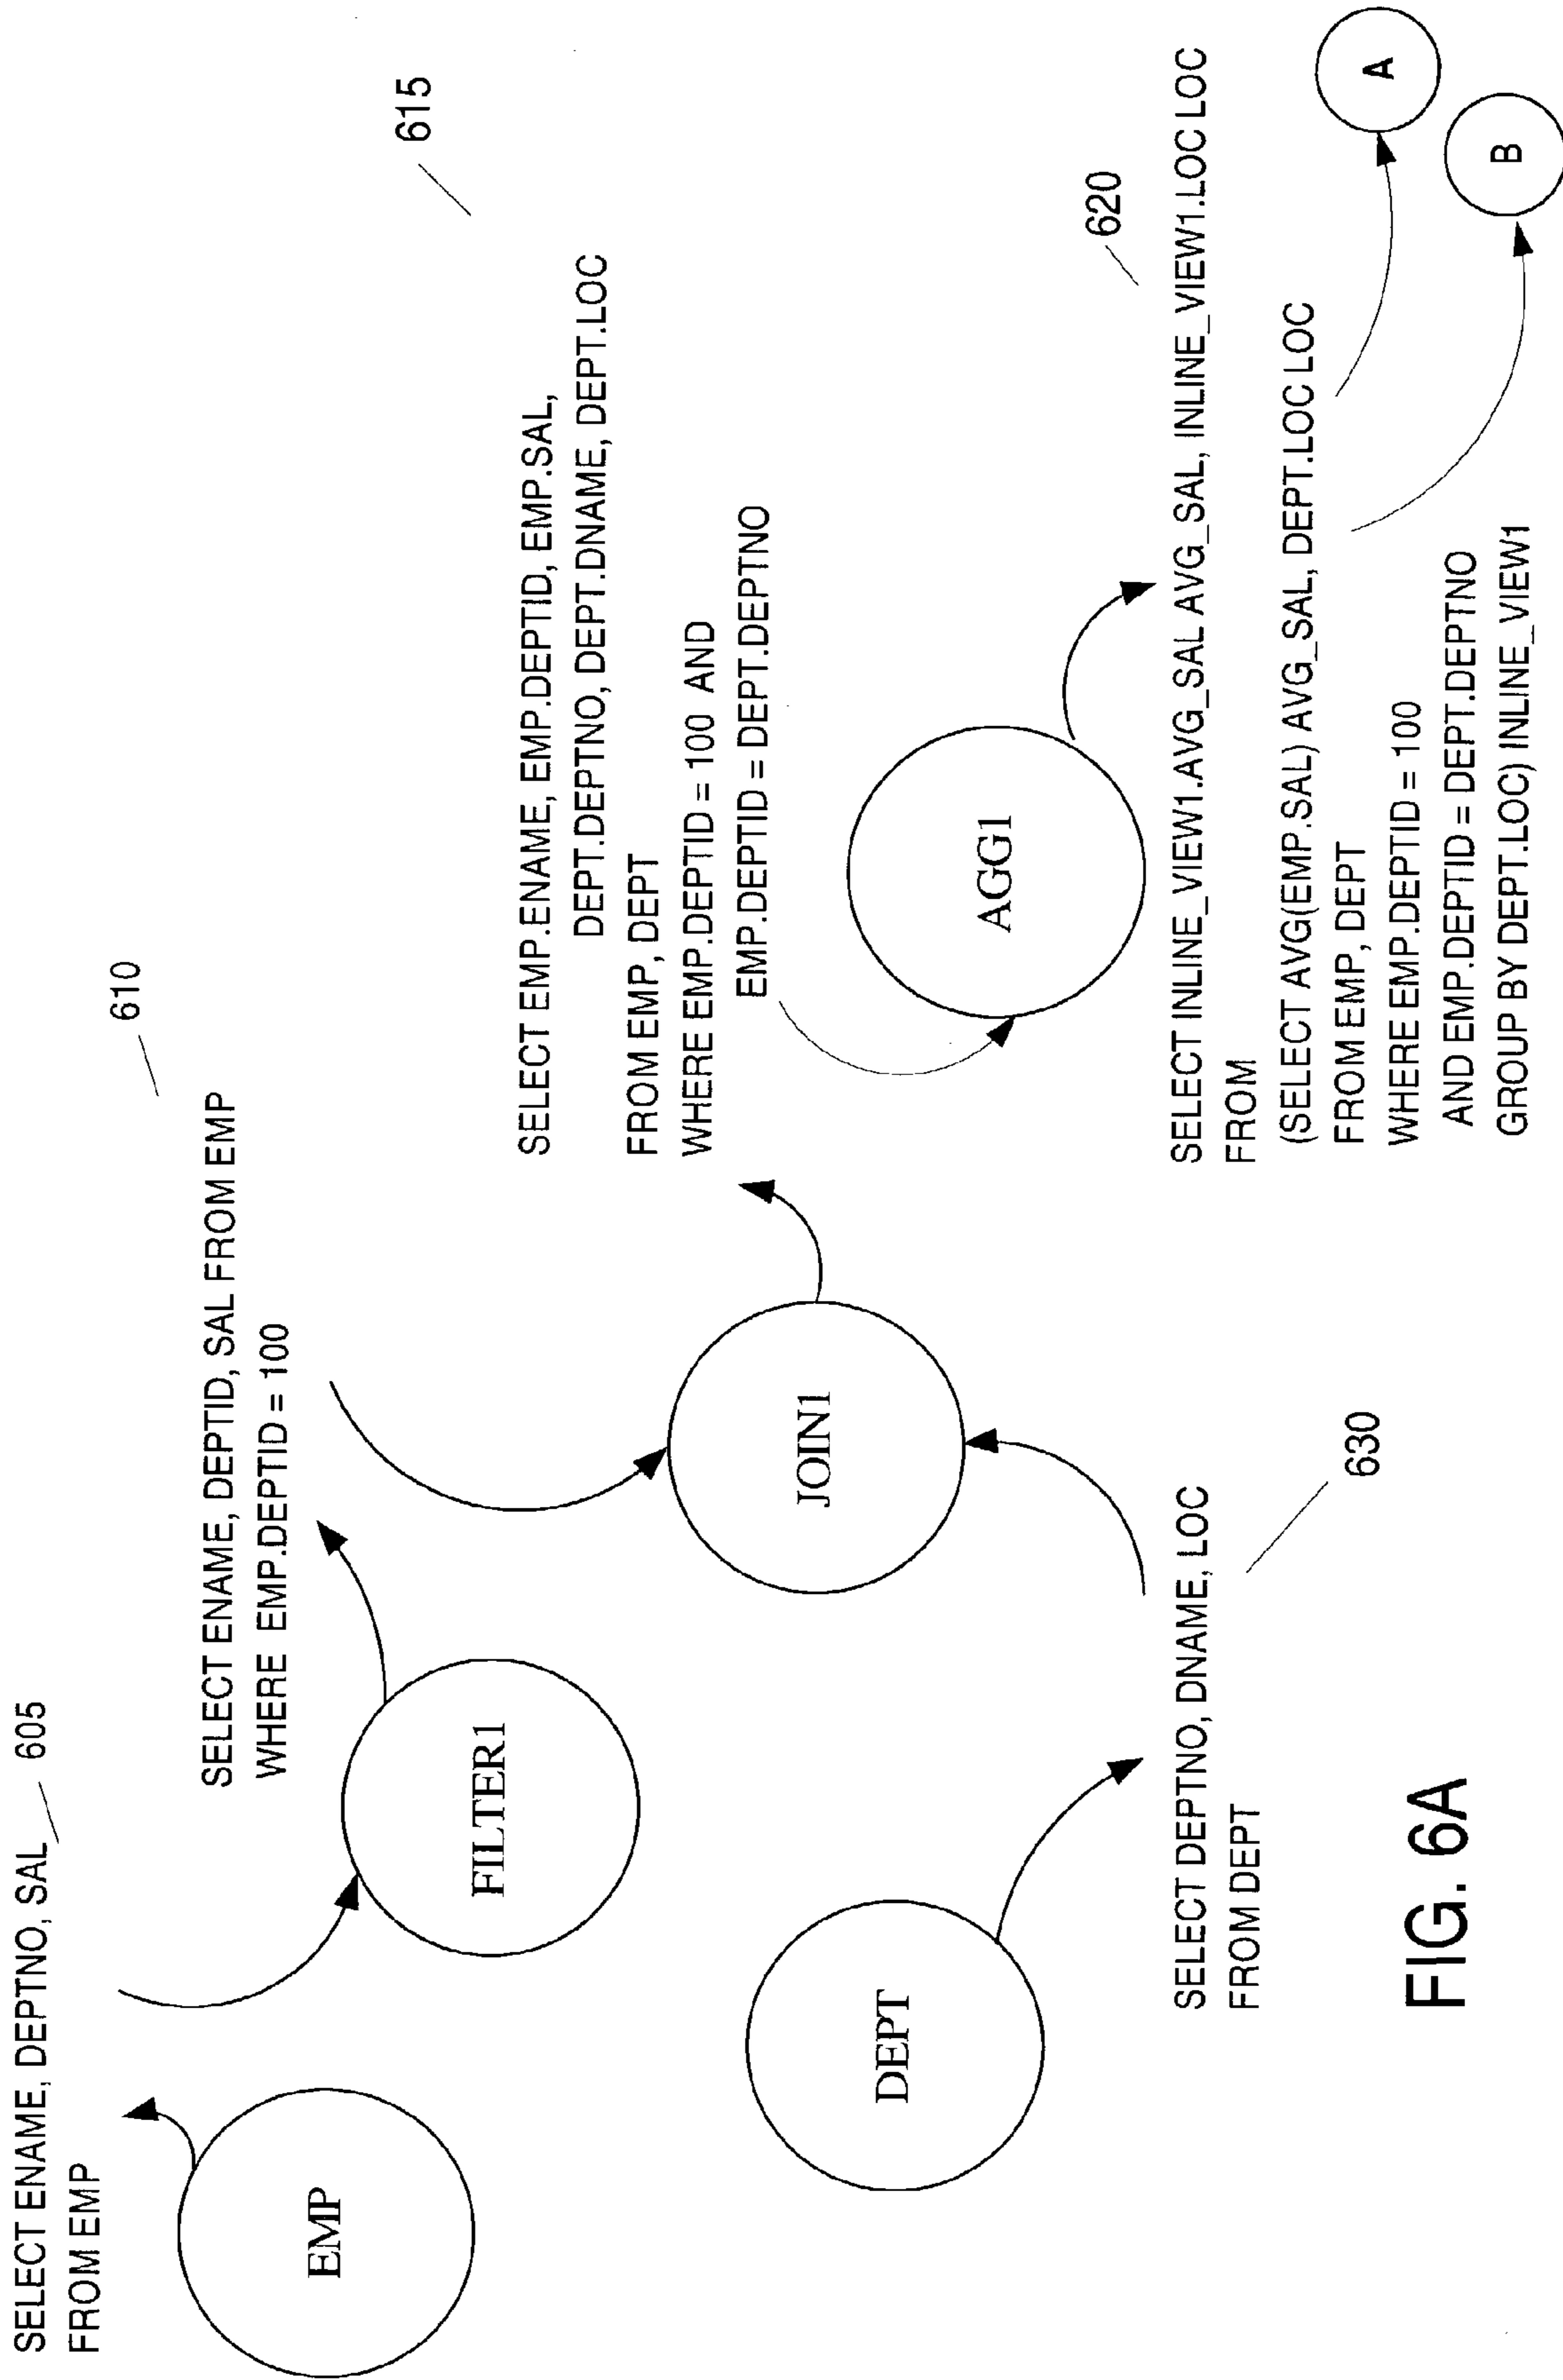 SELECT ENAME, DEPTNO, SAL
FROM EMP
605
EMP
FILTER1
610
SELECT ENAME, DEPTID, SAL FROM EMP
WHERE EMP.DEPTID = 100
DEPT
SELECT DEPTNO, DNAME, LOC
FROM DEPT
630
JOIN1
615
SELECT EMP.ENAME, EMP.DEPTID, EMP.SAL,
DEPT.DEPTNO, DEPT.DNAME, DEPT.LOC
FROM EMP, DEPT
WHERE EMP.DEPTID = 100 AND
EMP.DEPTID = DEPT.DEPTNO
AGG1
620
SELECT INLINE_VIEW1.AVG_SAL AVG_SAL, INLINE_VIEW1.LOC LOC
FROM
(SELECT AVG(EMP.SAL) AVG_SAL, DEPT.LOC LOC
FROM EMP, DEPT
WHERE EMP.DEPTID = 100
AND EMP.DEPTID = DEPT.DEPTNO
GROUP BY DEPT.LOC) INLINE_VIEW1
A
B
FIG. 6A